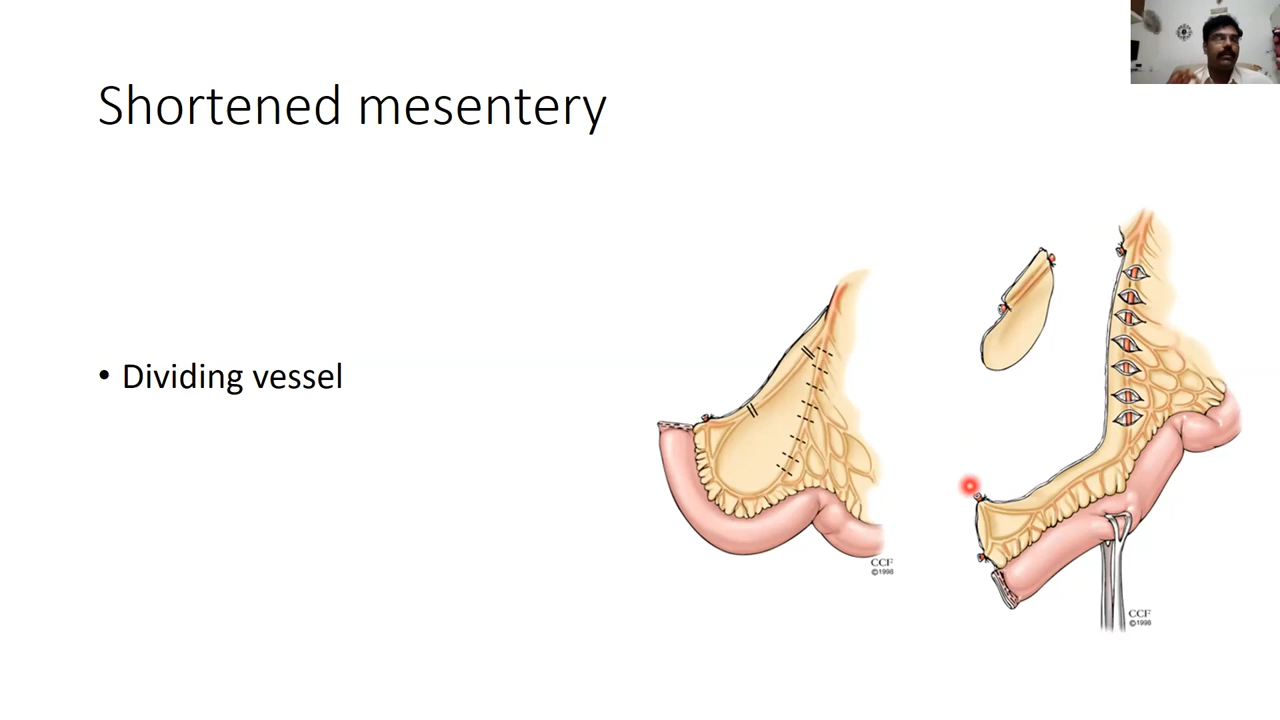 Shortened mesentery
• Dividing vessel
CCF
©1998
CCF
©1998